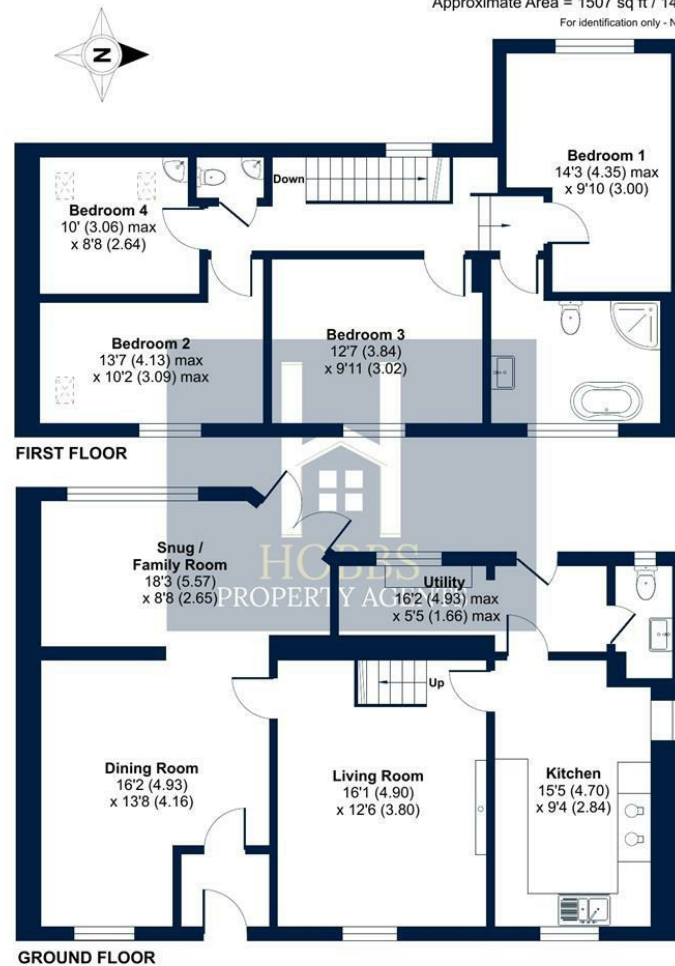 Approximate Area = 1507 sq ft / 14
For identification only - N
N
Bedroom 1
14'3 (4.35) max
x 9'10 (3.00)
Down
Bedroom 4
10' (3.06) max
x 8'8 (2.64)
Bedroom 2
13'7 (4.13) max
x 10'2 (3.09) max
Bedroom 3
12'7 (3.84)
x 9'11 (3.02)
FIRST FLOOR
Snug /
Family Room
18'3 (5.57)
x 8'8 (2.65)
HOBBS
PROPERTY AGENTS
Utility
16'2 (4.93) max
x 5'5 (1.66) max
Up
Dining Room
16'2 (4.93)
x 13'8 (4.16)
Living Room
16'1 (4.90)
x 12'6 (3.80)
Kitchen
15'5 (4.70)
x 9'4 (2.84)
GROUND FLOOR